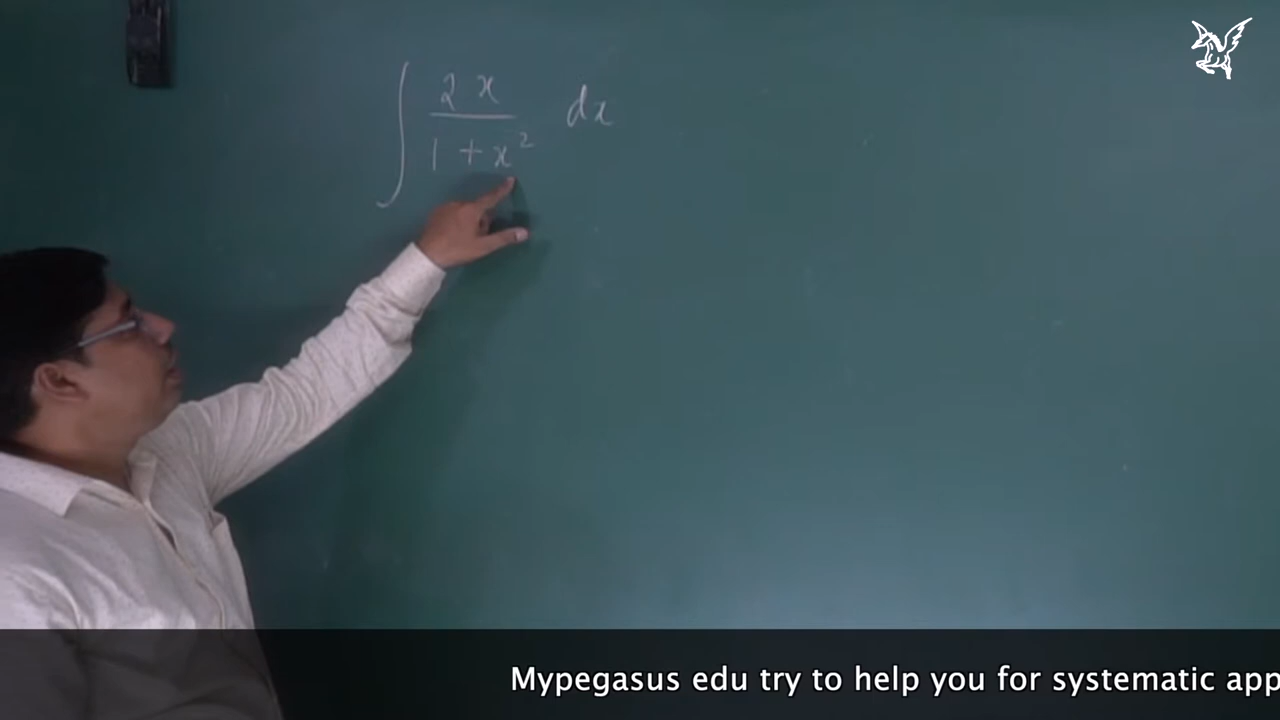 ∫ 2x / 1 + x² dx
Mypegasus edu try to help you for systematic app